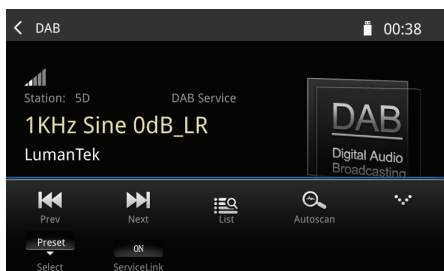 DAB
00:38
Station: 5D DAB Service
1KHz Sine 0dB_LR
LumanTek
DAB
Digital Audio
Broadcasting
Prev Next List Autoscan
Preset ON
Select ServiceLink